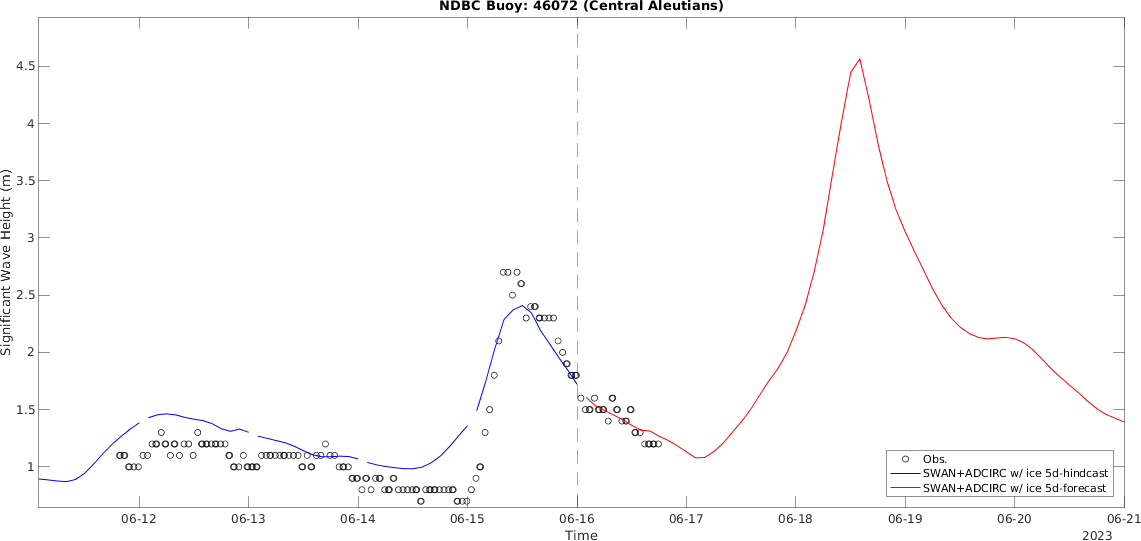 NDBC Buoy: 46072 (Central Aleutians)
Significant Wave Height (m)
4.5
4
3.5
3
2.5
2
1.5
1
Obs.
SWAN+ADCIRC w/ ice 5d-hindcast
SWAN+ADCIRC w/ ice 5d-forecast
06-12 06-13 06-14 06-15 06-16 06-17 06-18 06-19 06-20 06-21
Time
2023